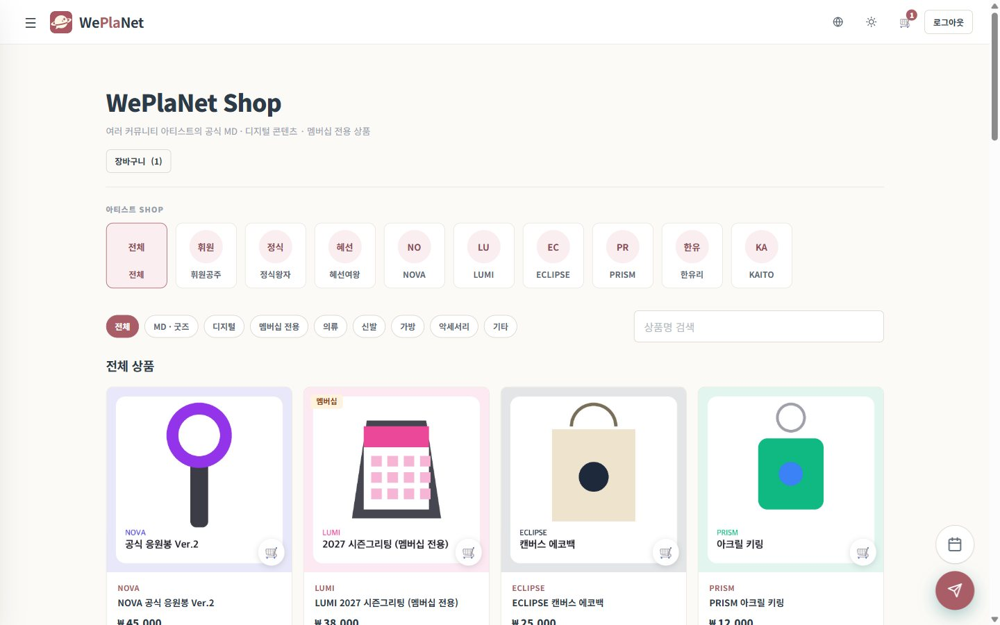 ☰ WePlaNet
1
로그아웃
WePlaNet Shop
여러 커뮤니티 아티스트의 공식 MD · 디지털 콘텐츠 · 멤버십 전용 상품
장바구니 (1)
아티스트 SHOP
전체 휘원 정식 혜선 NO LU EC PR 한유 KA
전체 휘원공주 정식왕자 혜선여왕 NOVA LUMI ECLIPSE PRISM 한유리 KAITO
전체 MD · 굿즈 디지털 멤버십 전용 의류 신발 가방 악세서리 기타
상품명 검색
전체 상품
멤버십
NOVA
공식 응원봉 Ver.2
LUMI
2027 시즌그리팅 (멤버십 전용)
ECLIPSE
캔버스 에코백
PRISM
아크릴 키링
NOVA
NOVA 공식 응원봉 Ver.2
₩45,000
LUMI
LUMI 2027 시즌그리팅 (멤버십 전용)
₩38,000
ECLIPSE
ECLIPSE 캔버스 에코백
₩25,000
PRISM
PRISM 아크릴 키링
₩12,000